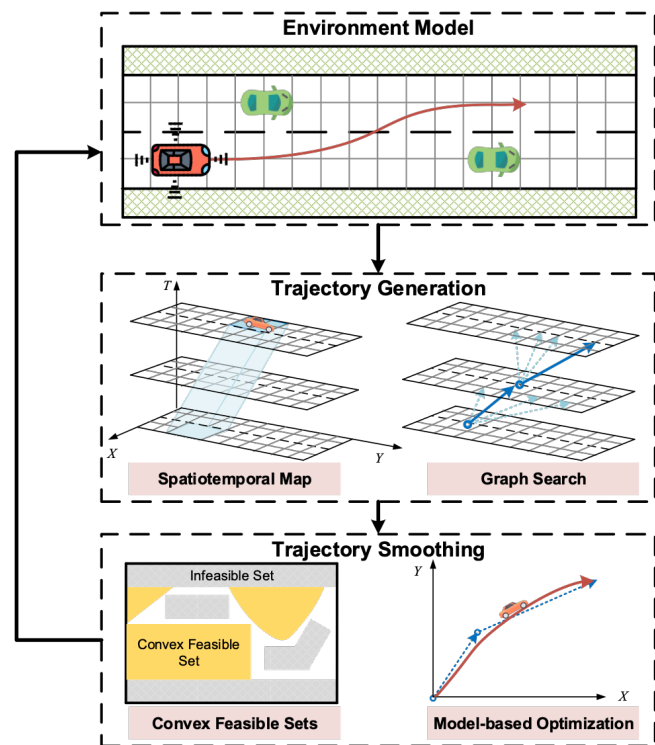 Environment Model
Trajectory Generation
T
X
Y
Spatiotemporal Map
Graph Search
Trajectory Smoothing
Infeasible Set
Convex Feasible
Set
Convex Feasible Sets
Y
X
Model-based Optimization